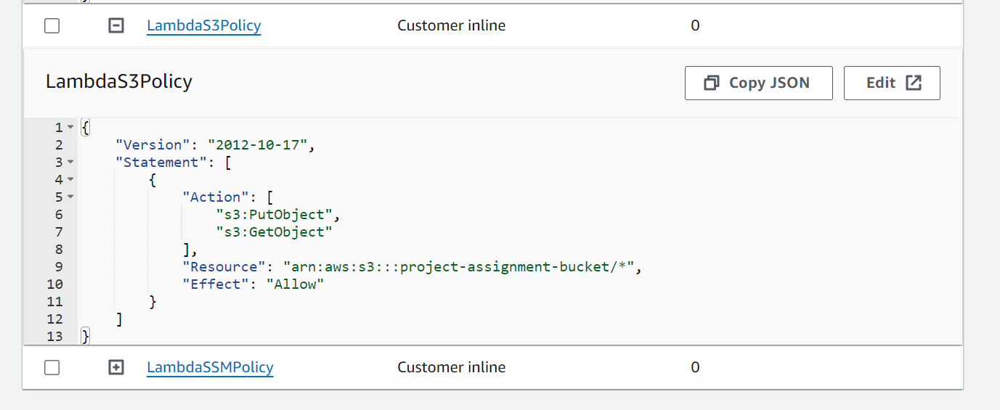 LambdaS3Policy Customer inline 0
LambdaS3Policy Copy JSON Edit
1 {
2 "Version": "2012-10-17",
3 "Statement": [
4 {
5 "Action": [
6 "s3:PutObject",
7 "s3:GetObject"
8 ],
9 "Resource": "arn:aws:s3:::project-assignment-bucket/*",
10 "Effect": "Allow"
11 }
12 ]
13 }
LambdaSSMPolicy Customer inline 0